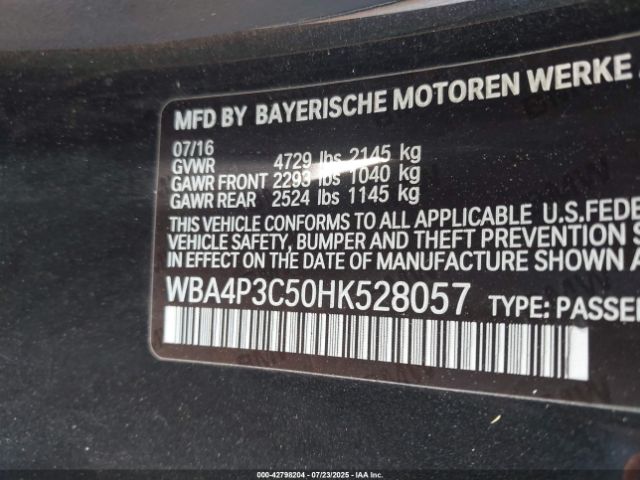 MFD BY BAYERISCHE MOTOREN WERKE
07/16
GVWR 4729 lbs 2145 kg
GAWR FRONT 2293 lbs 1040 kg
GAWR REAR 2524 lbs 1145 kg
THIS VEHICLE CONFORMS TO ALL APPLICABLE U.S.FEDE
VEHICLE SAFETY, BUMPER AND THEFT PREVENTION S
IN EFFECT ON THE DATE OF MANUFACTURE SHOWN A
WBA4P3C50HK528057 TYPE: PASSE
000-42798204 - 07/23/2025 - IAA Inc.